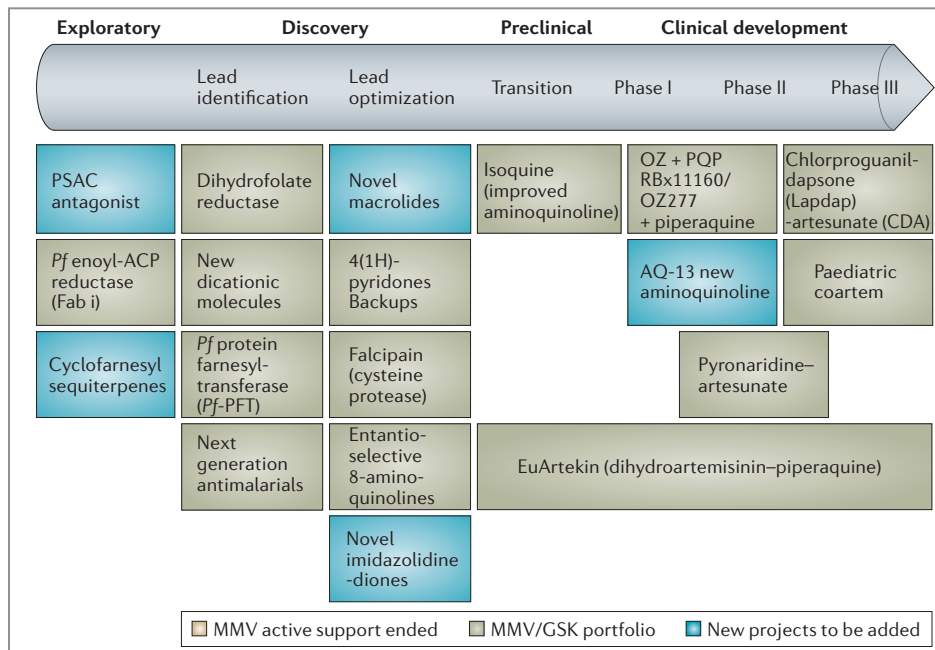 Exploratory
Discovery
Preclinical
Clinical development
Lead
identification
Lead
optimization
Transition
Phase I
Phase II
Phase III
PSAC
antagonist
Dihydrofolate
reductase
Novel
macrolides
Isoquine
(improved
aminoquinoline)
OZ + PQP
RBx11160/
OZ277
+ piperaquine
Chlorproguanil-
dapsone
(Lapdap)
-artesunate (CDA)
Pf enoyl-ACP
reductase
(Fab i)
New
dicationic
molecules
4(1H)-
pyridones
Backups
AQ-13 new
aminoquinoline
Paediatric
coartem
Cyclofarnesyl
sequiterpenes
Pf protein
farnesyl-
transferase
(Pf-PFT)
Falcipain
(cysteine
protease)
Pyronaridine–
artesunate
Next
generation
antimalarials
Entantio-
selective
8-amino-
quinolines
EuArtekin (dihydroartemisinin–piperaquine)
Novel
imidazolidine
-diones
MMV active support ended
MMV/GSK portfolio
New projects to be added